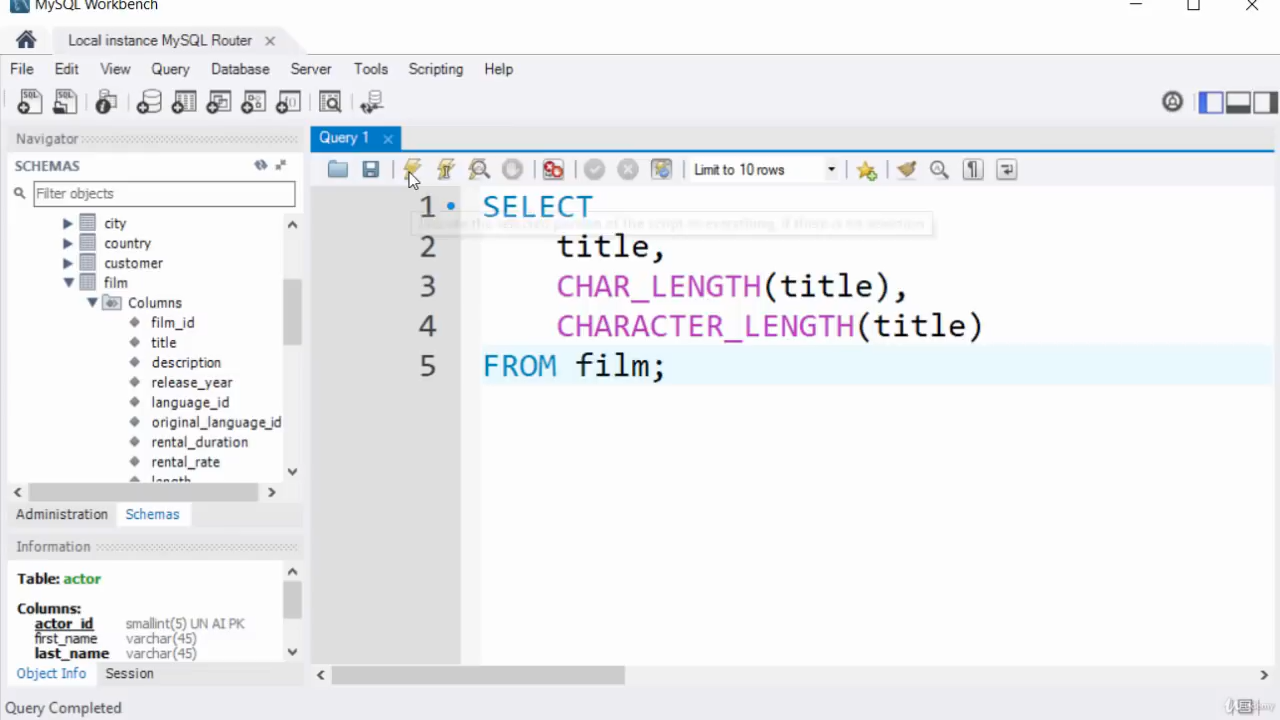 MySQL Workbench
Local instance MySQL Router
File Edit View Query Database Server Tools Scripting Help
Navigator
SCHEMAS
Filter objects
city
country
customer
film
Columns
film_id
title
description
release_year
language_id
original_language_id
rental_duration
rental_rate
length
Administration Schemas
Information
Table: actor
Columns:
actor_id smallint(5) UN AI PK
first_name varchar(45)
last_name varchar(45)
Object Info Session
Query Completed
Query 1
Limit to 10 rows
1 SELECT
2 title,
3 CHAR_LENGTH(title),
4 CHARACTER_LENGTH(title)
5 FROM film;